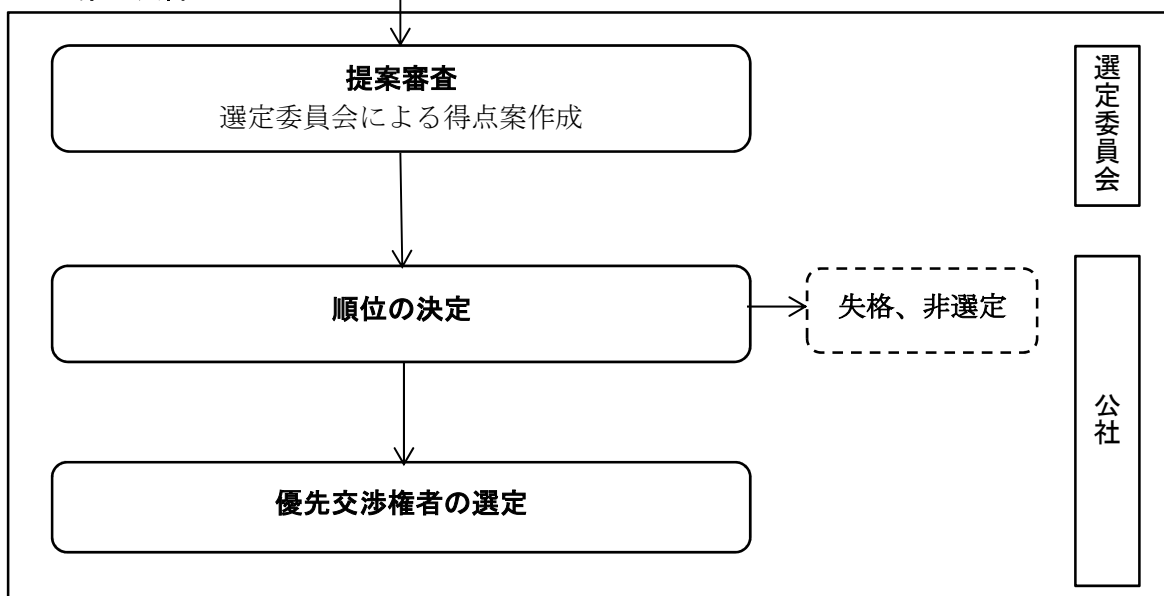 提案審査
選定委員会による得点案作成
選定委員会
順位の決定
失格、非選定
公社
優先交渉権者の選定